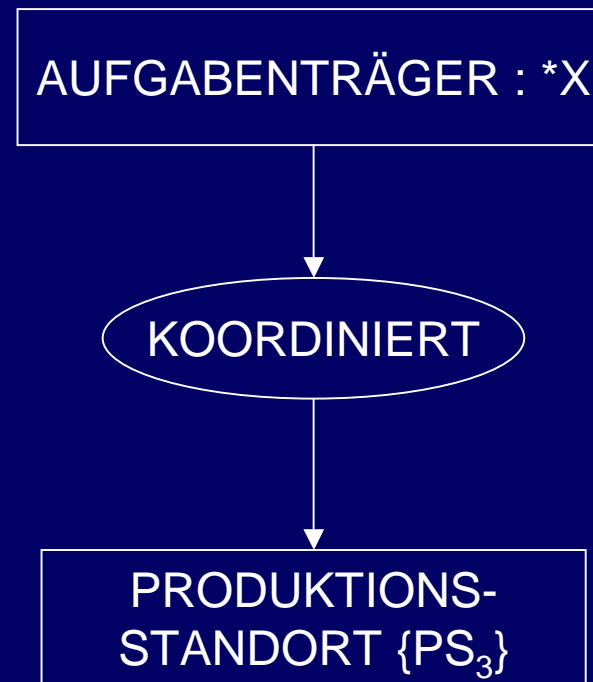 AUFGABENTRÄGER : *X
KOORDINIERT
PRODUKTIONS-
STANDORT {PS₃}